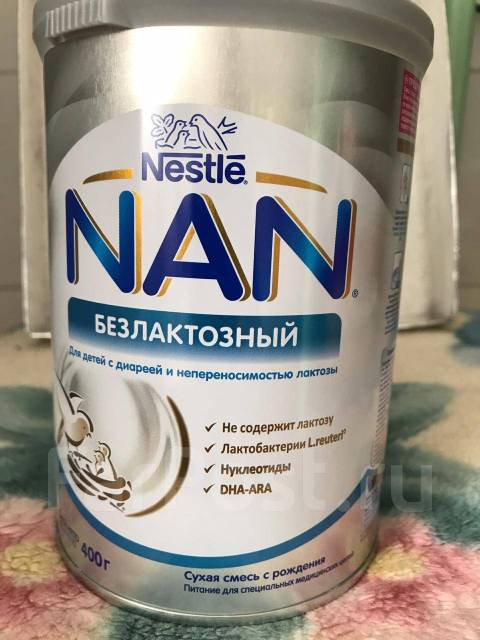 Nestlé
NAN
БЕЗЛАКТОЗНЫЙ
Для детей с диареей и непереносимостью лактозы
✓ Не содержит лактозу
✓ Лактобактерии L.reuteri
✓ Нуклеотиды
✓ DHA-ARA
400 г
Сухая смесь с рождения
Питание для специальных медицинских целей